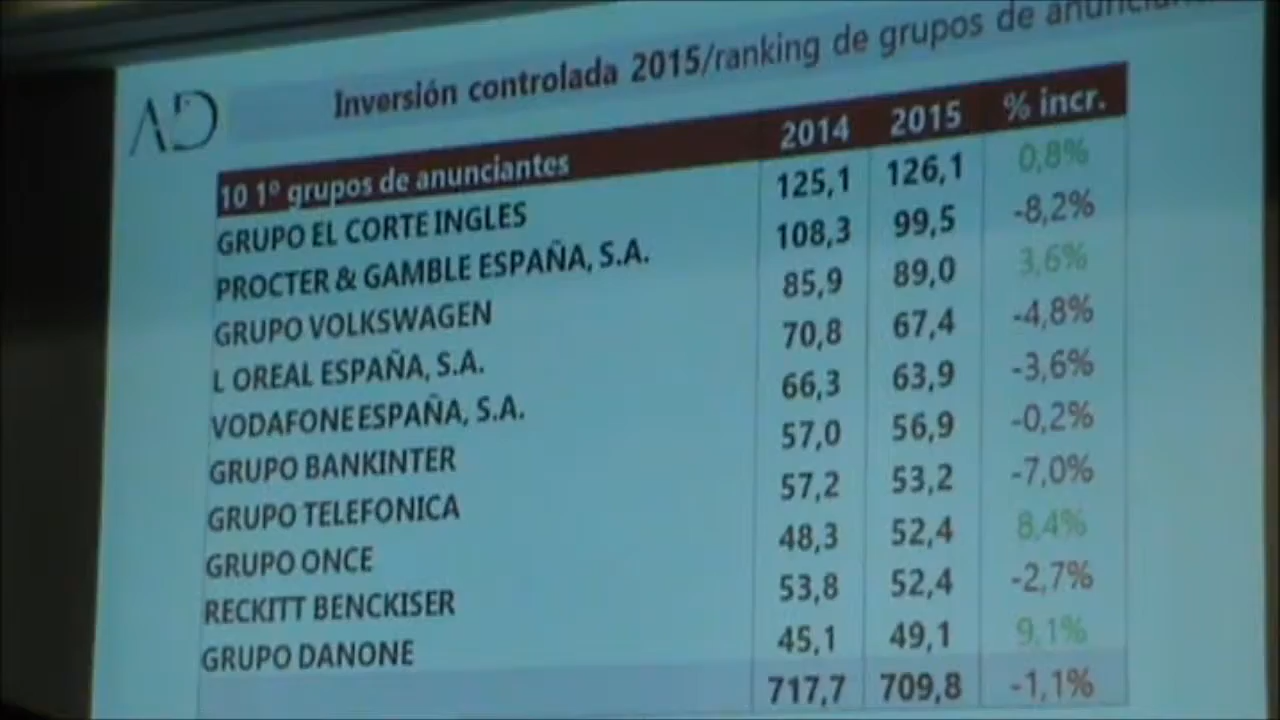 AD
Inversión controlada 2015/ranking de grupos de
10 1º grupos de anunciantes 2014 2015 % incr.
GRUPO EL CORTE INGLES 125,1 126,1 0,8%
PROCTER & GAMBLE ESPAÑA, S.A. 108,3 99,5 -8,2%
GRUPO VOLKSWAGEN 85,9 89,0 3,6%
L OREAL ESPAÑA, S.A. 70,8 67,4 -4,8%
VODAFONE ESPAÑA, S.A. 66,3 63,9 -3,6%
GRUPO BANKINTER 57,0 56,9 -0,2%
GRUPO TELEFONICA 57,2 53,2 -7,0%
GRUPO ONCE 48,3 52,4 8,4%
RECKITT BENCKISER 53,8 52,4 -2,7%
GRUPO DANONE 45,1 49,1 9,1%
717,7 709,8 -1,1%